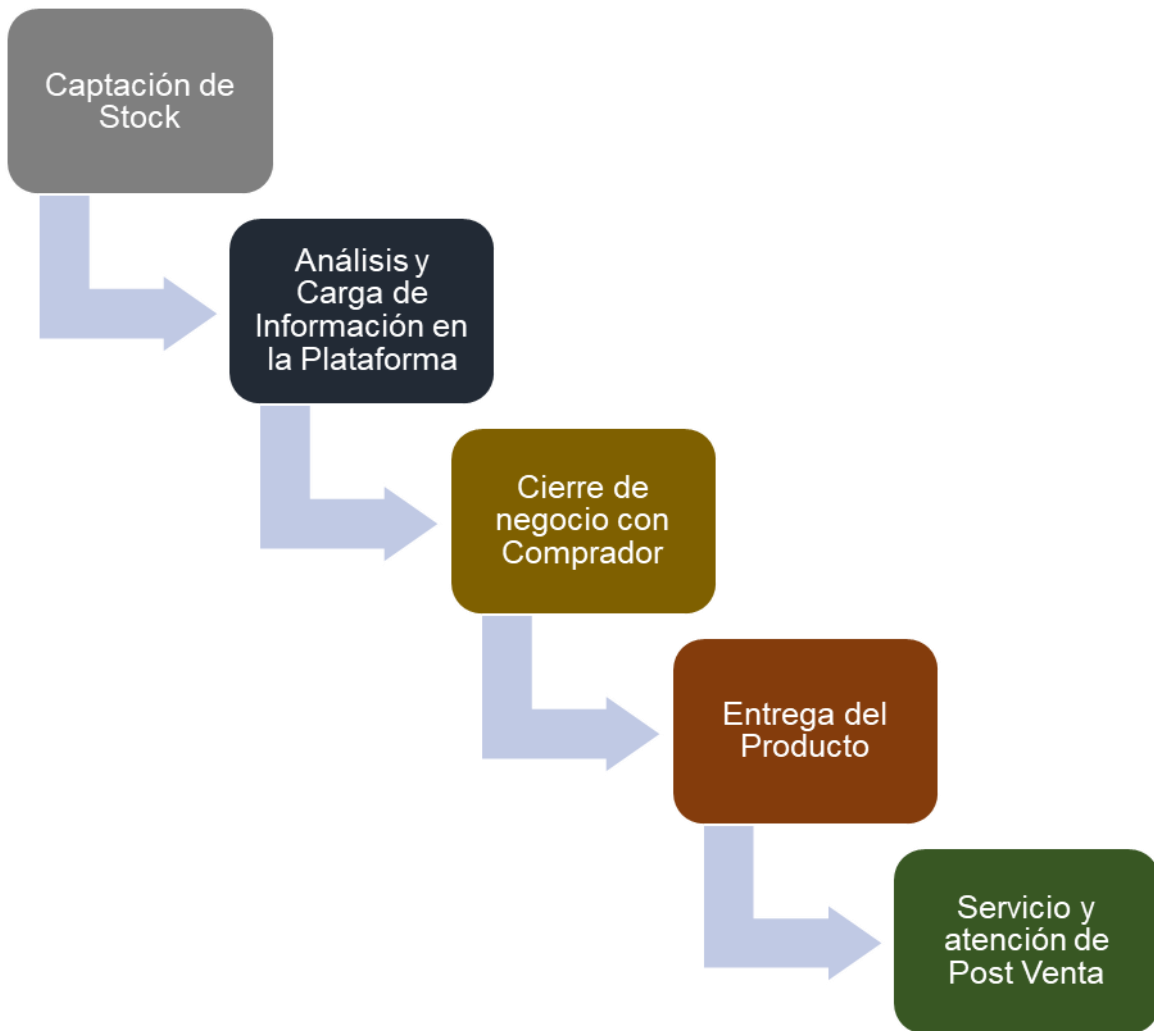 Captación de
Stock
Análisis y
Carga de
Información en
la Plataforma
Cierre de
negocio con
Comprador
Entrega del
Producto
Servicio y
atención de
Post Venta